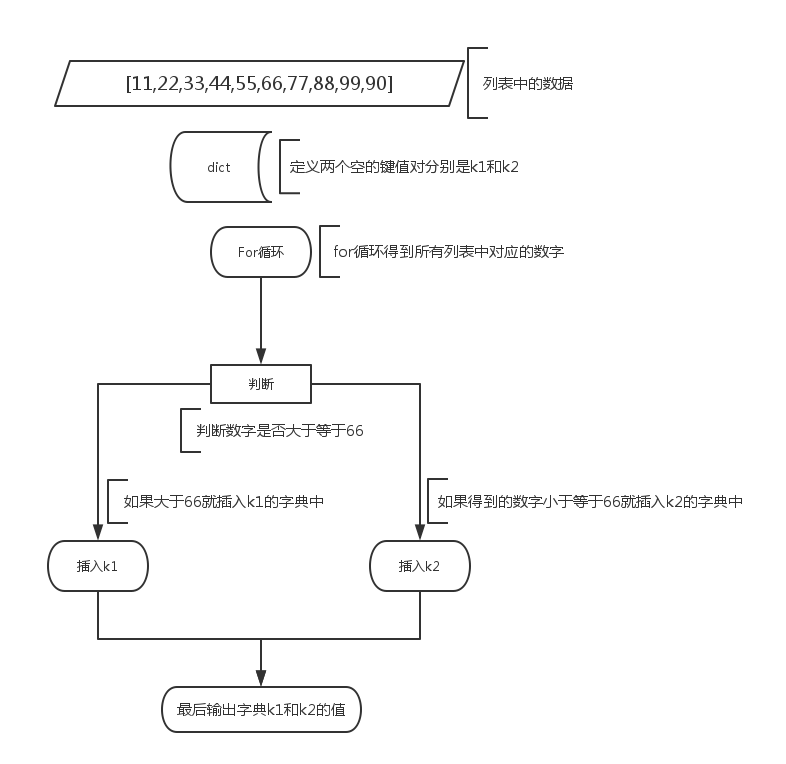 [11,22,33,44,55,66,77,88,99,90]
列表中的数据
dict
定义两个空的键值对分别是k1和k2
For循环
for循环得到所有列表中对应的数字
判断
判断数字是否大于等于66
如果大于66就插入k1的字典中
如果得到的数字小于等于66就插入k2的字典中
插入k1
插入k2
最后输出字典k1和k2的值